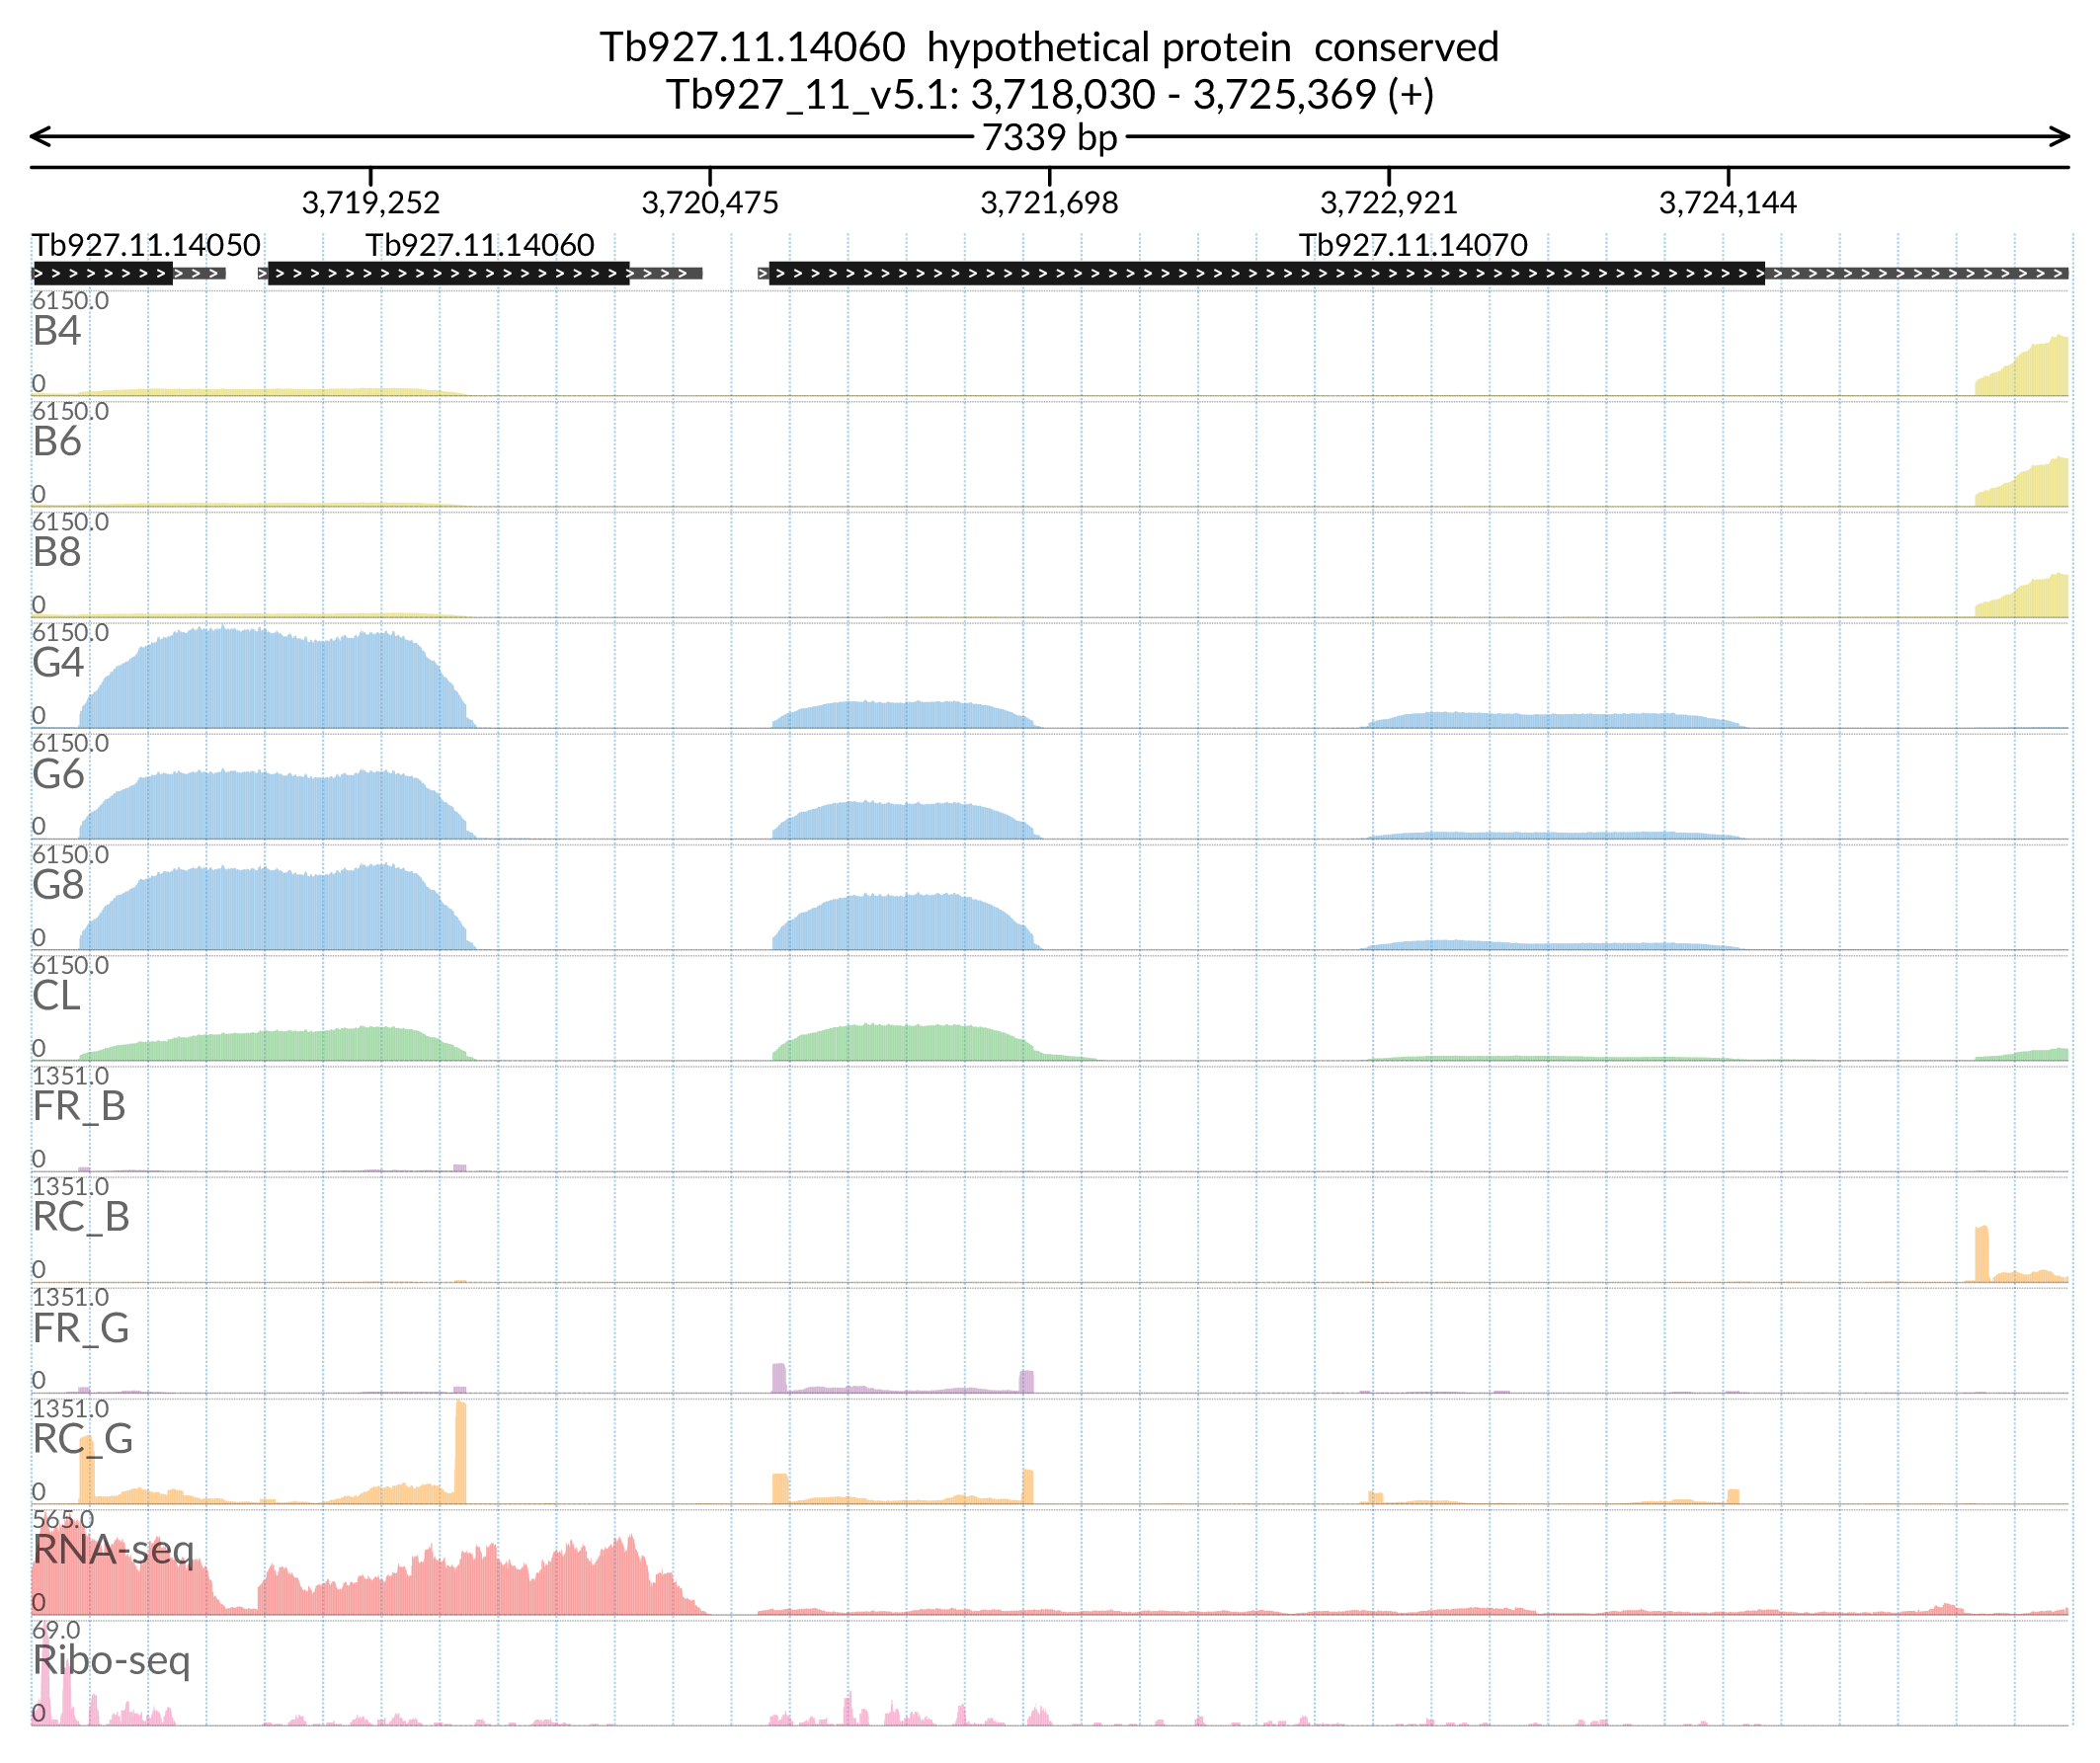 Tb927.11.14060 hypothetical protein conserved
Tb927_11_v5.1: 3,718,030 - 3,725,369 (+)
7339 bp
3,719,252 3,720,475 3,721,698 3,722,921 3,724,144
Tb927.11.14050 Tb927.11.14060 Tb927.11.14070
6150.0
B4
0
6150.0
B6
0
6150.0
B8
0
6150.0
G4
0
6150.0
G6
0
6150.0
G8
0
6150.0
CL
0
1351.0
FR_B
0
1351.0
RC_B
0
1351.0
FR_G
0
1351.0
RC_G
0
565.0
RNA-seq
0
69.0
Ribo-seq
0